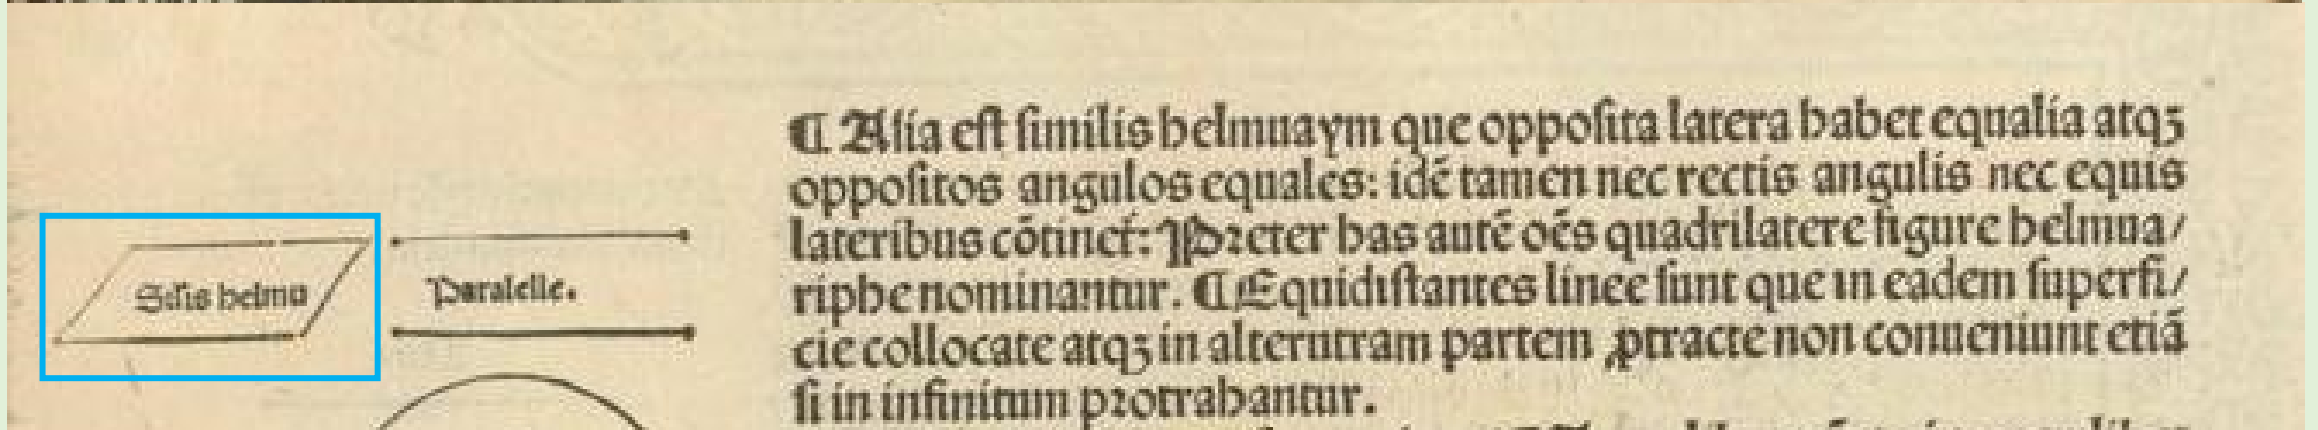 ¶ Alia est similis helmuaym que opposita latera habet equalia atqꝫ
oppositos angulos equales: idē tamen nec rectis angulis nec equis
lateribus cōtinet́: Preter has autē oēs quadrilatere figure helmua/
riphe nominantur. ¶ Equidistantes linee sunt que in eadem superfi/
cie collocate atqꝫ in alterutram partem ꝓtracte non conueniunt etiā
si in infinitum protrahantur.
Silis helmu
Paralelle.